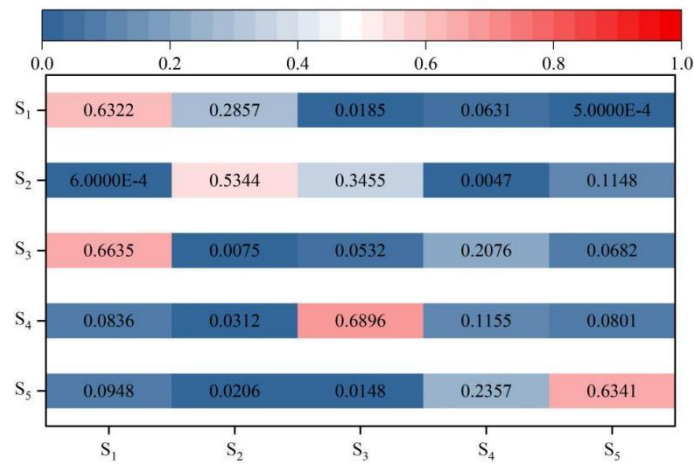 0.0 0.2 0.4 0.6 0.8 1.0
S₁ 0.6322 0.2857 0.0185 0.0631 5.0000E-4
S₂ 6.0000E-4 0.5344 0.3455 0.0047 0.1148
S₃ 0.6635 0.0075 0.0532 0.2076 0.0682
S₄ 0.0836 0.0312 0.6896 0.1155 0.0801
S₅ 0.0948 0.0206 0.0148 0.2357 0.6341
S₁ S₂ S₃ S₄ S₅